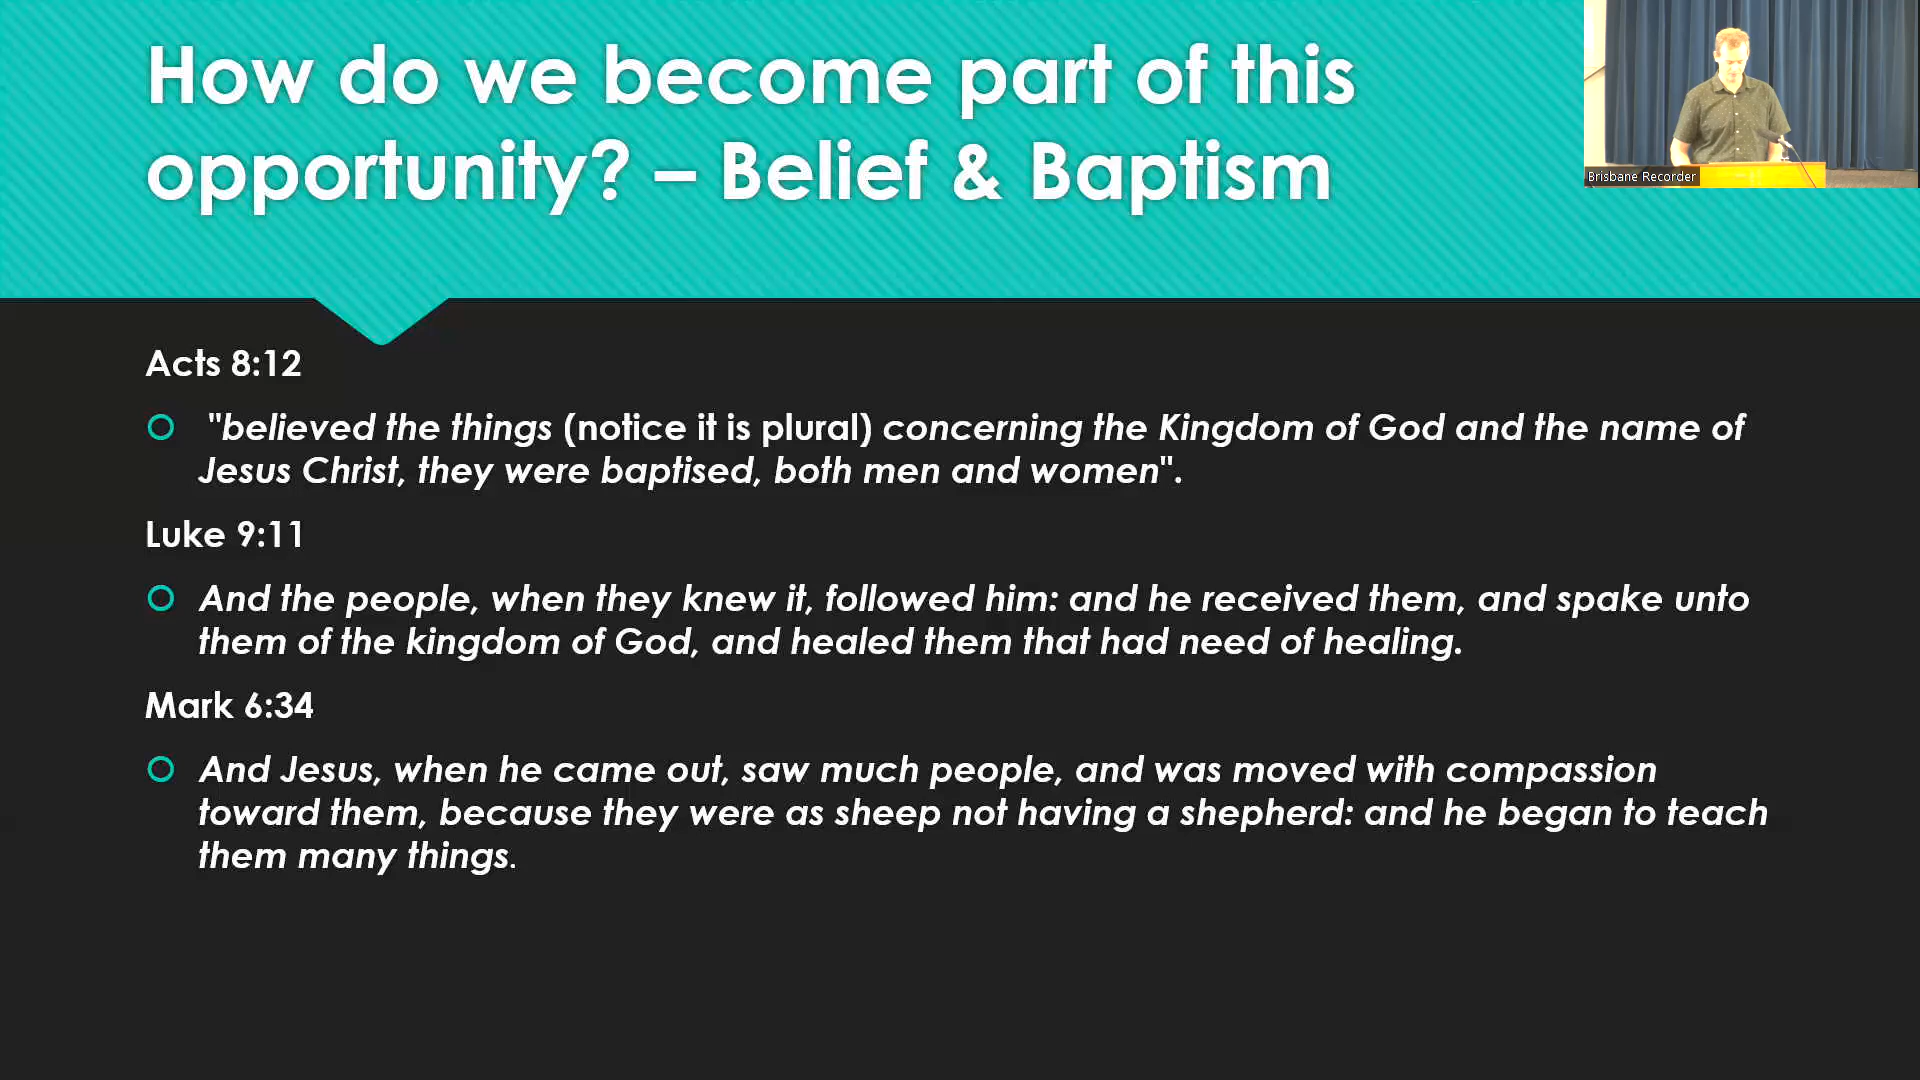 How do we become part of this
opportunity? – Belief & Baptism
Brisbane Recorder
Acts 8:12
"believed the things (notice it is plural) concerning the Kingdom of God and the name of
Jesus Christ, they were baptised, both men and women".
Luke 9:11
And the people, when they knew it, followed him: and he received them, and spake unto
them of the kingdom of God, and healed them that had need of healing.
Mark 6:34
And Jesus, when he came out, saw much people, and was moved with compassion
toward them, because they were as sheep not having a shepherd: and he began to teach
them many things.